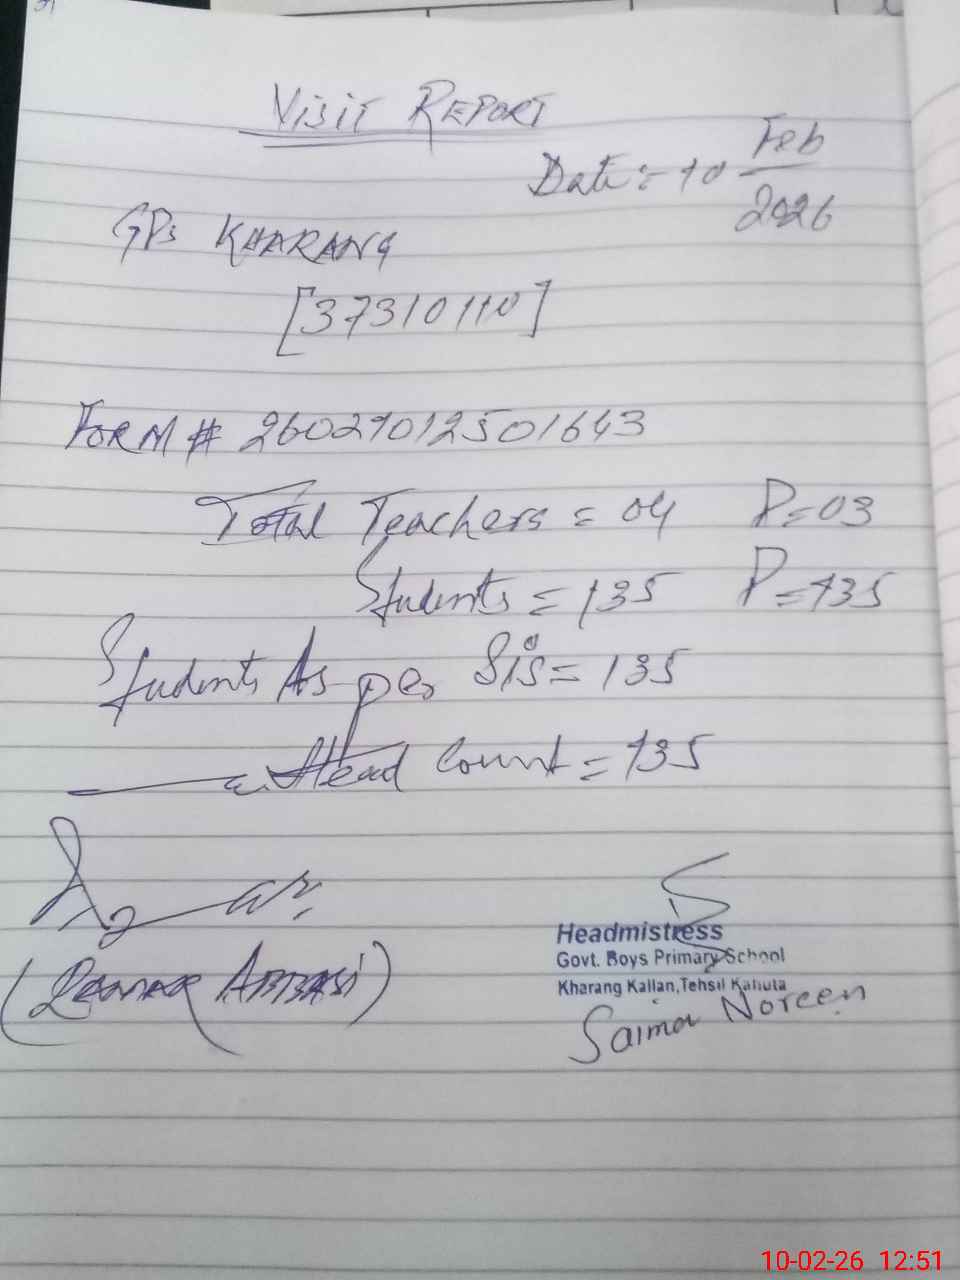 VISIT REPORT
Date = 10 Feb 2026
GPS KHARANG
[37310110]
FORM # 26029012501643
Total Teachers = 04 P=03
Students = 135 P=135
Students As per SIS = 135
Head Count = 135
Headmistress
Govt. Boys Primary School
Kharang Kallan, Tehsil Kahuta
(ABBASI)
Saima Noreen
10-02-26 12:51